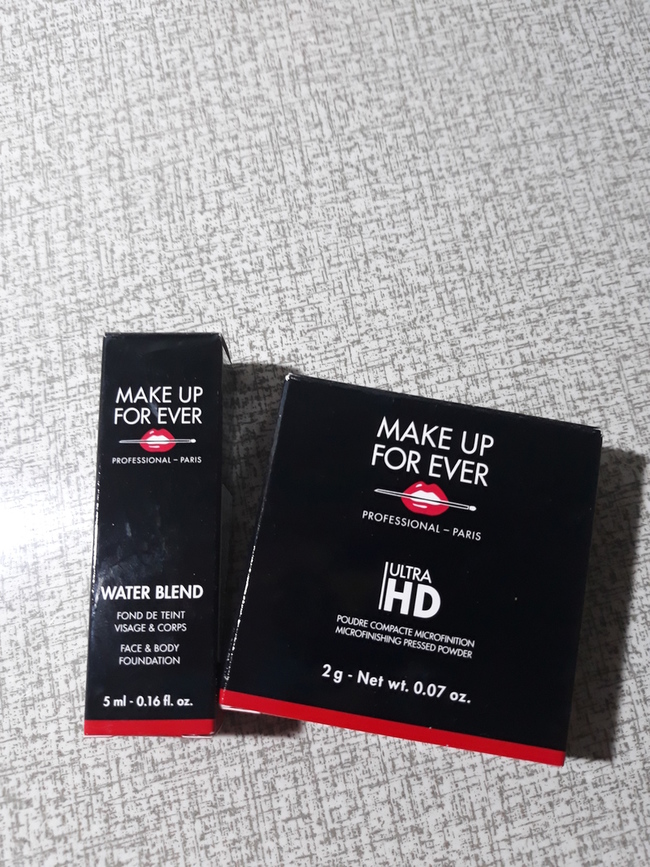 MAKE UP
FOR EVER
PROFESSIONAL – PARIS
WATER BLEND
FOND DE TEINT
VISAGE & CORPS
FACE & BODY
FOUNDATION
5 ml - 0.16 fl. oz.
MAKE UP
FOR EVER
PROFESSIONAL – PARIS
ULTRA
HD
POUDRE COMPACTE MICROFINITION
MICROFINISHING PRESSED POWDER
2 g - Net wt. 0.07 oz.